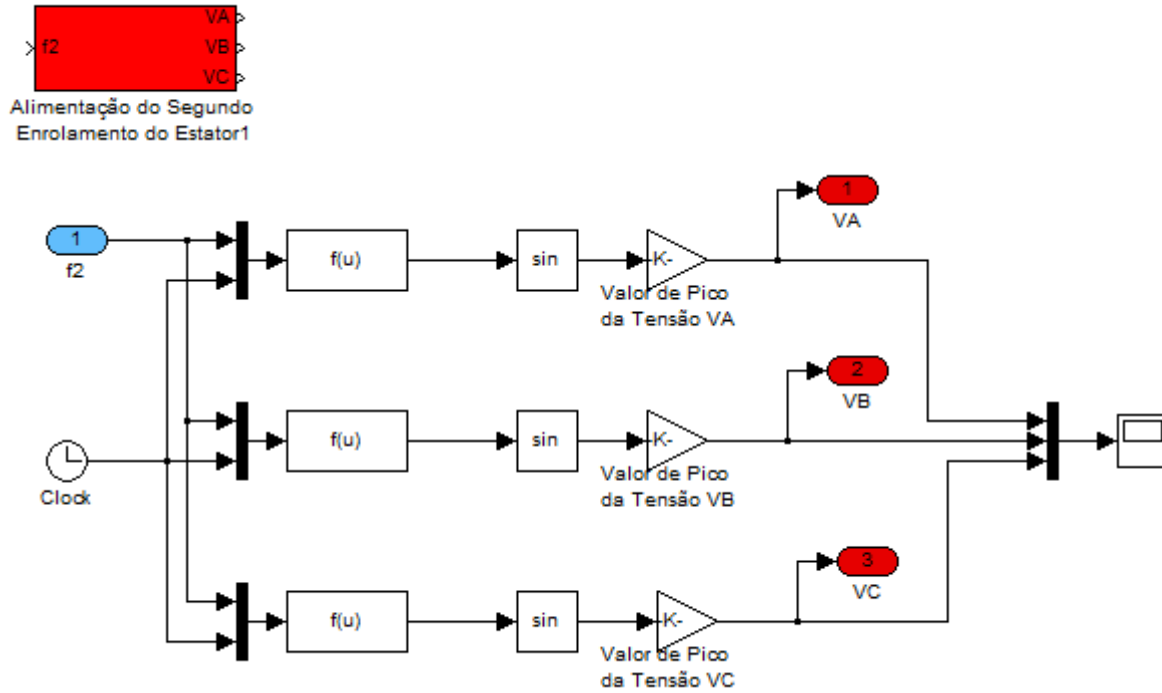 VA
f2
VB
VC
Alimentação do Segundo
Enrolamento do Estator1
1
VA
1
f2
f(u)
sin
K-
Valor de Pico
da Tensão VA
2
VB
f(u)
sin
K-
Clock
Valor de Pico
da Tensão VB
3
VC
f(u)
sin
K-
Valor de Pico
da Tensão VC